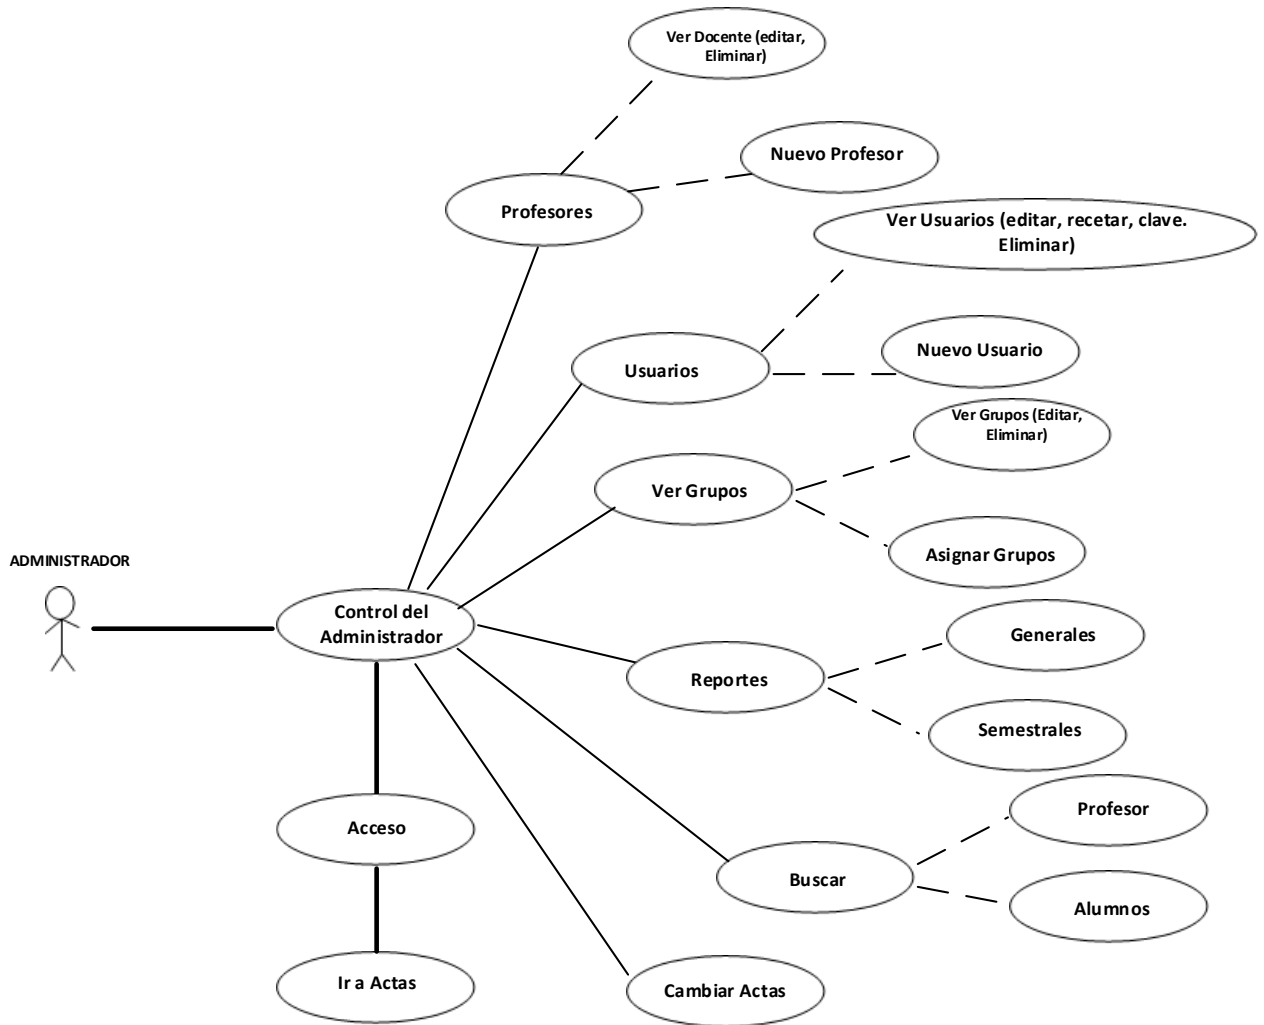 Ver Docente (editar,
Eliminar)
Nuevo Profesor
Profesores
Ver Usuarios (editar, recetar, clave.
Eliminar)
Nuevo Usuario
Usuarios
Ver Grupos (Editar,
Eliminar)
Ver Grupos
Asignar Grupos
ADMINISTRADOR
Control del
Administrador
Generales
Reportes
Semestrales
Profesor
Acceso
Buscar
Alumnos
Ir a Actas
Cambiar Actas